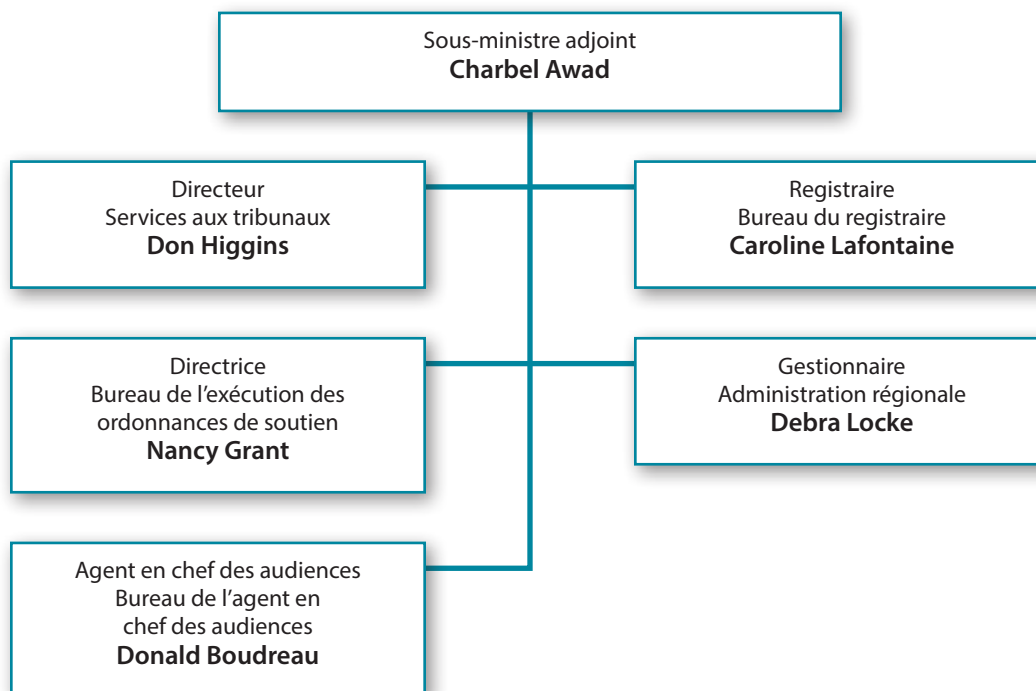 Sous-ministre adjoint
Charbel Awad
Directeur
Services aux tribunaux
Don Higgins
Registraire
Bureau du registraire
Caroline Lafontaine
Directrice
Bureau de l'exécution des
ordonnances de soutien
Nancy Grant
Gestionnaire
Administration régionale
Debra Locke
Agent en chef des audiences
Bureau de l'agent en
chef des audiences
Donald Boudreau